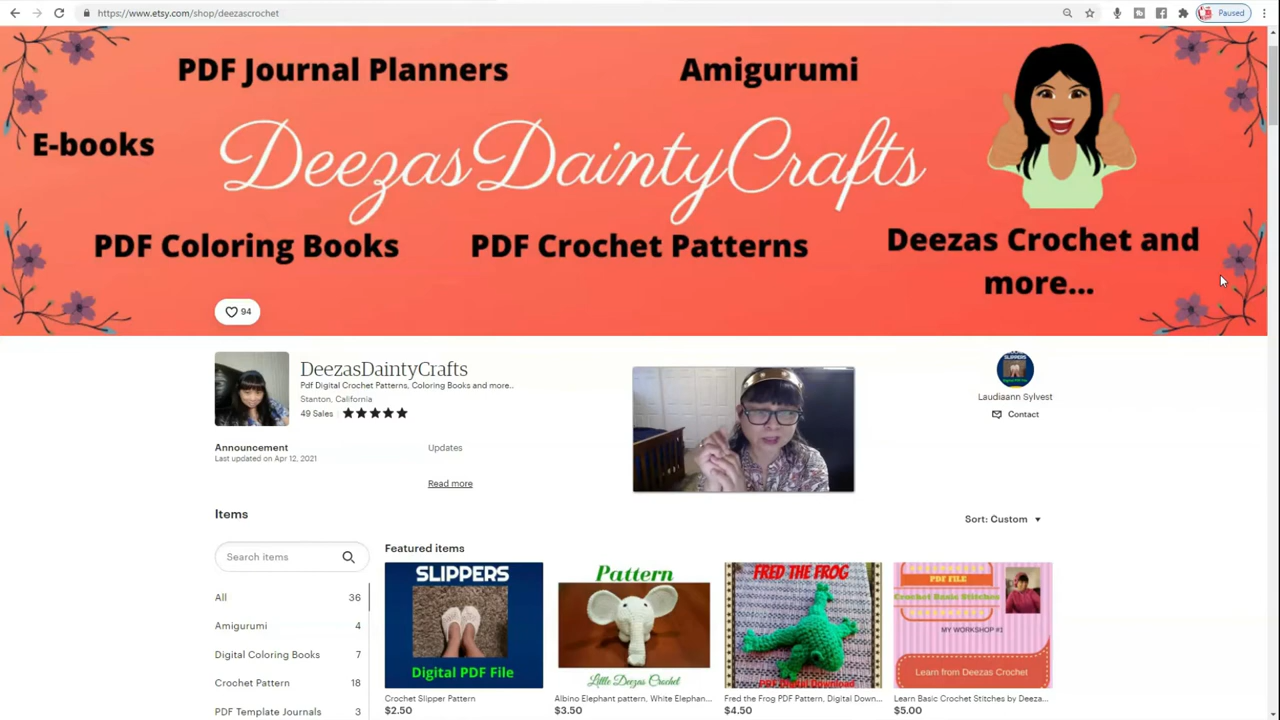 https://www.etsy.com/shop/deezascrochet
Paused
PDF Journal Planners
Amigurumi
E-books
DeezasDaintyCrafts
PDF Coloring Books
PDF Crochet Patterns
Deezas Crochet and
more...
94
DeezasDaintyCrafts
Pdf Digital Crochet Patterns, Coloring Books and more..
Stanton, California
49 Sales
SLIPPERS
Laudiaann Sylvest
Contact
Announcement
Last updated on Apr 12, 2021
Updates
Read more
Items
Sort: Custom
Search items
Featured items
All 36
Amigurumi 4
Digital Coloring Books 7
Crochet Pattern 18
PDF Template Journals 3
SLIPPERS
Digital PDF File
Crochet Slipper Pattern
$2.50
Pattern
Little Deezas Crochet
Albino Elephant pattern, White Elephan...
$3.50
FRED THE FROG
PDF Digital Download
Fred the Frog PDF Pattern, Digital Down...
$4.50
PDF FILE
Crochet Basic Stitches
MY WORKSHOP #1
Learn from Deezas Crochet
Learn Basic Crochet Stitches by Deeza...
$5.00